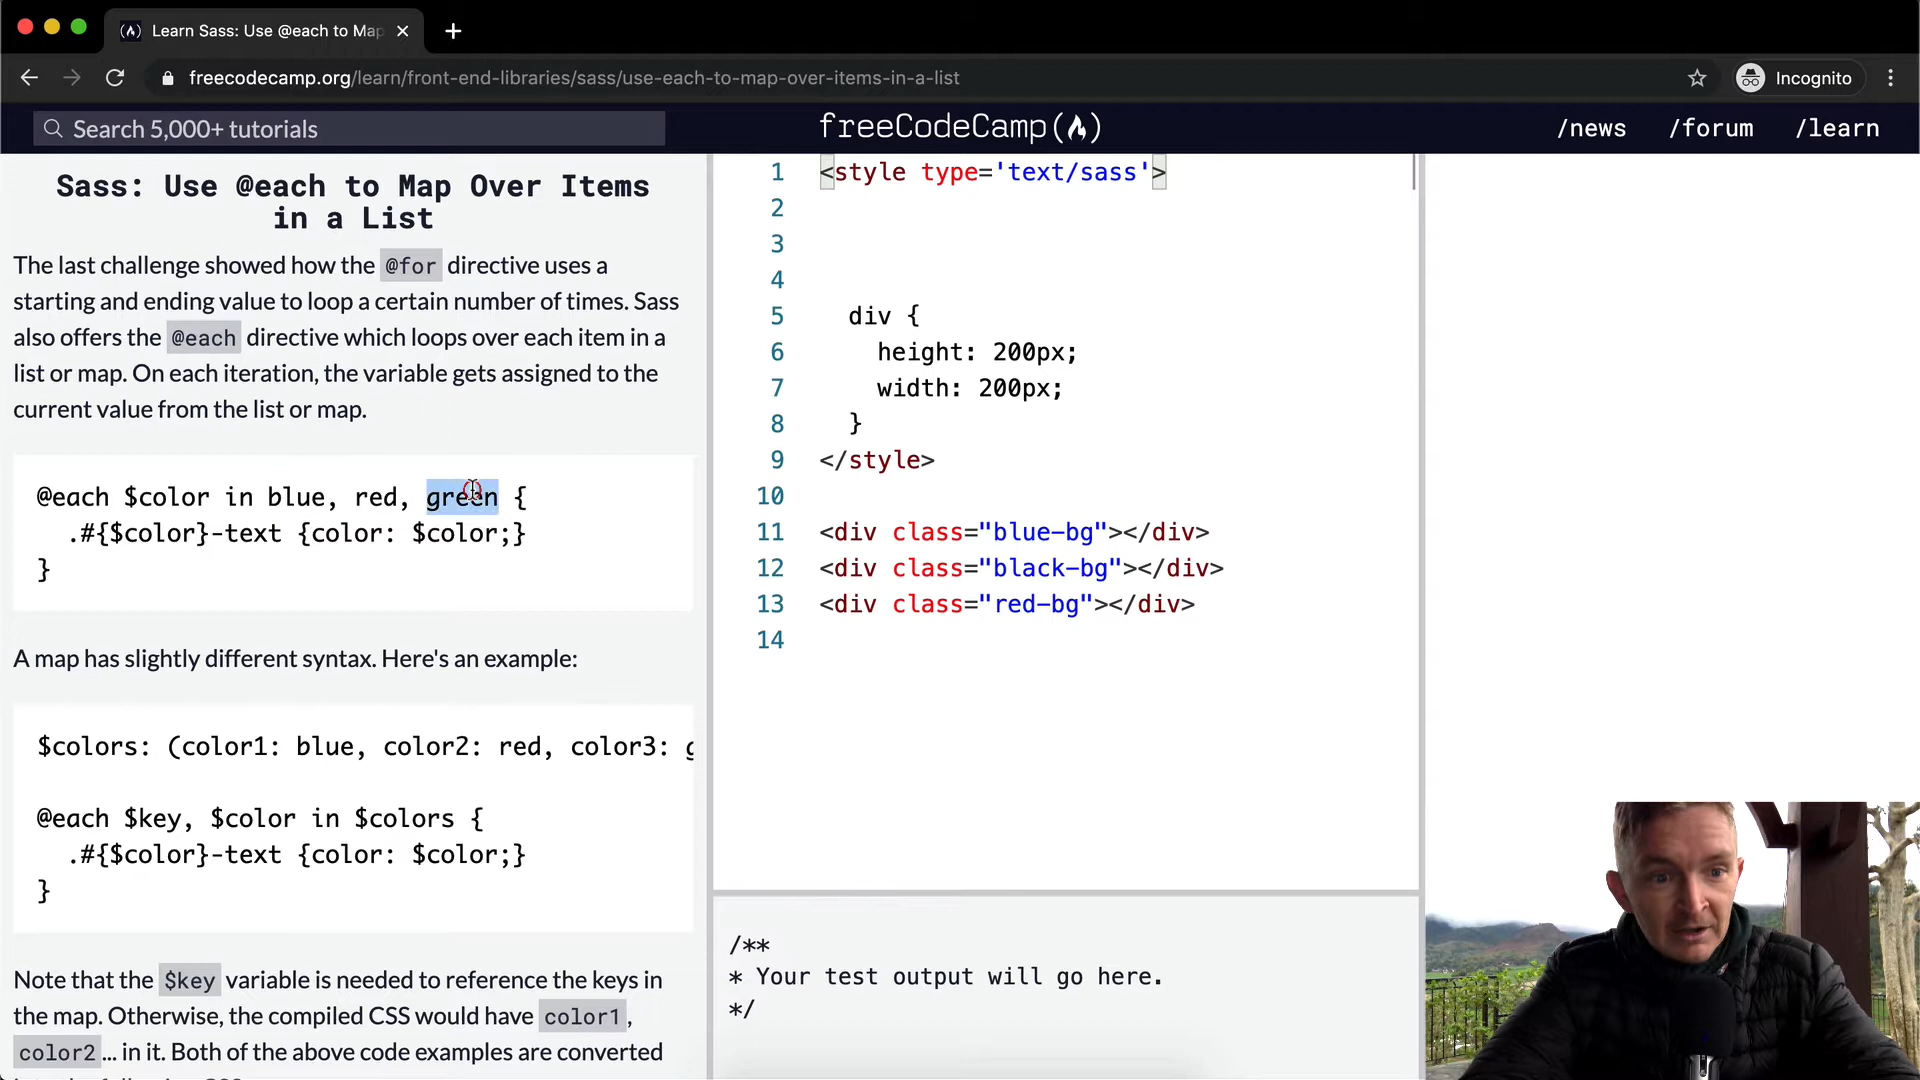 Learn Sass: Use @each to Map
freecodecamp.org/learn/front-end-libraries/sass/use-each-to-map-over-items-in-a-list
Incognito
Search 5,000+ tutorials
freeCodeCamp
/news
/forum
/learn
Sass: Use @each to Map Over Items
in a List
The last challenge showed how the @for directive uses a
starting and ending value to loop a certain number of times. Sass
also offers the @each directive which loops over each item in a
list or map. On each iteration, the variable gets assigned to the
current value from the list or map.
@each $color in blue, red, green {
.#{$color}-text {color: $color;}
}
A map has slightly different syntax. Here's an example:
$colors: (color1: blue, color2: red, color3: g
@each $key, $color in $colors {
.#{$color}-text {color: $color;}
}
Note that the $key variable is needed to reference the keys in
the map. Otherwise, the compiled CSS would have color1,
color2... in it. Both of the above code examples are converted
1 <style type='text/sass'>
2
3
4
5 div {
6 height: 200px;
7 width: 200px;
8 }
9 </style>
10
11 <div class="blue-bg"></div>
12 <div class="black-bg"></div>
13 <div class="red-bg"></div>
14
/**
* Your test output will go here.
*/